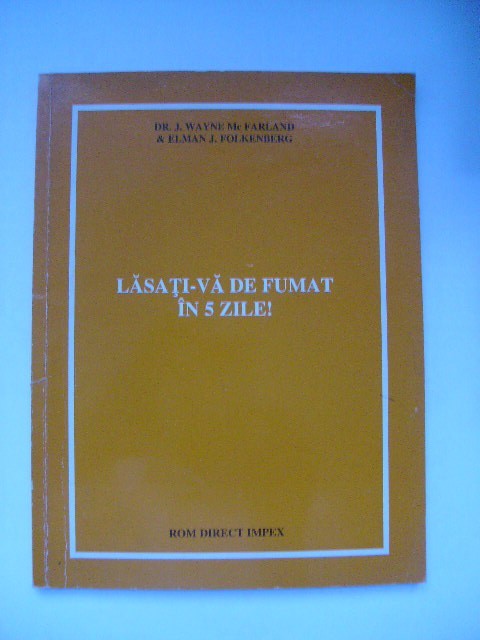 DR. J. WAYNE Mc FARLAND
& ELMAN J. FOLKENBERG
LĂSAŢI-VĂ DE FUMAT
ÎN 5 ZILE!
ROM DIRECT IMPEX